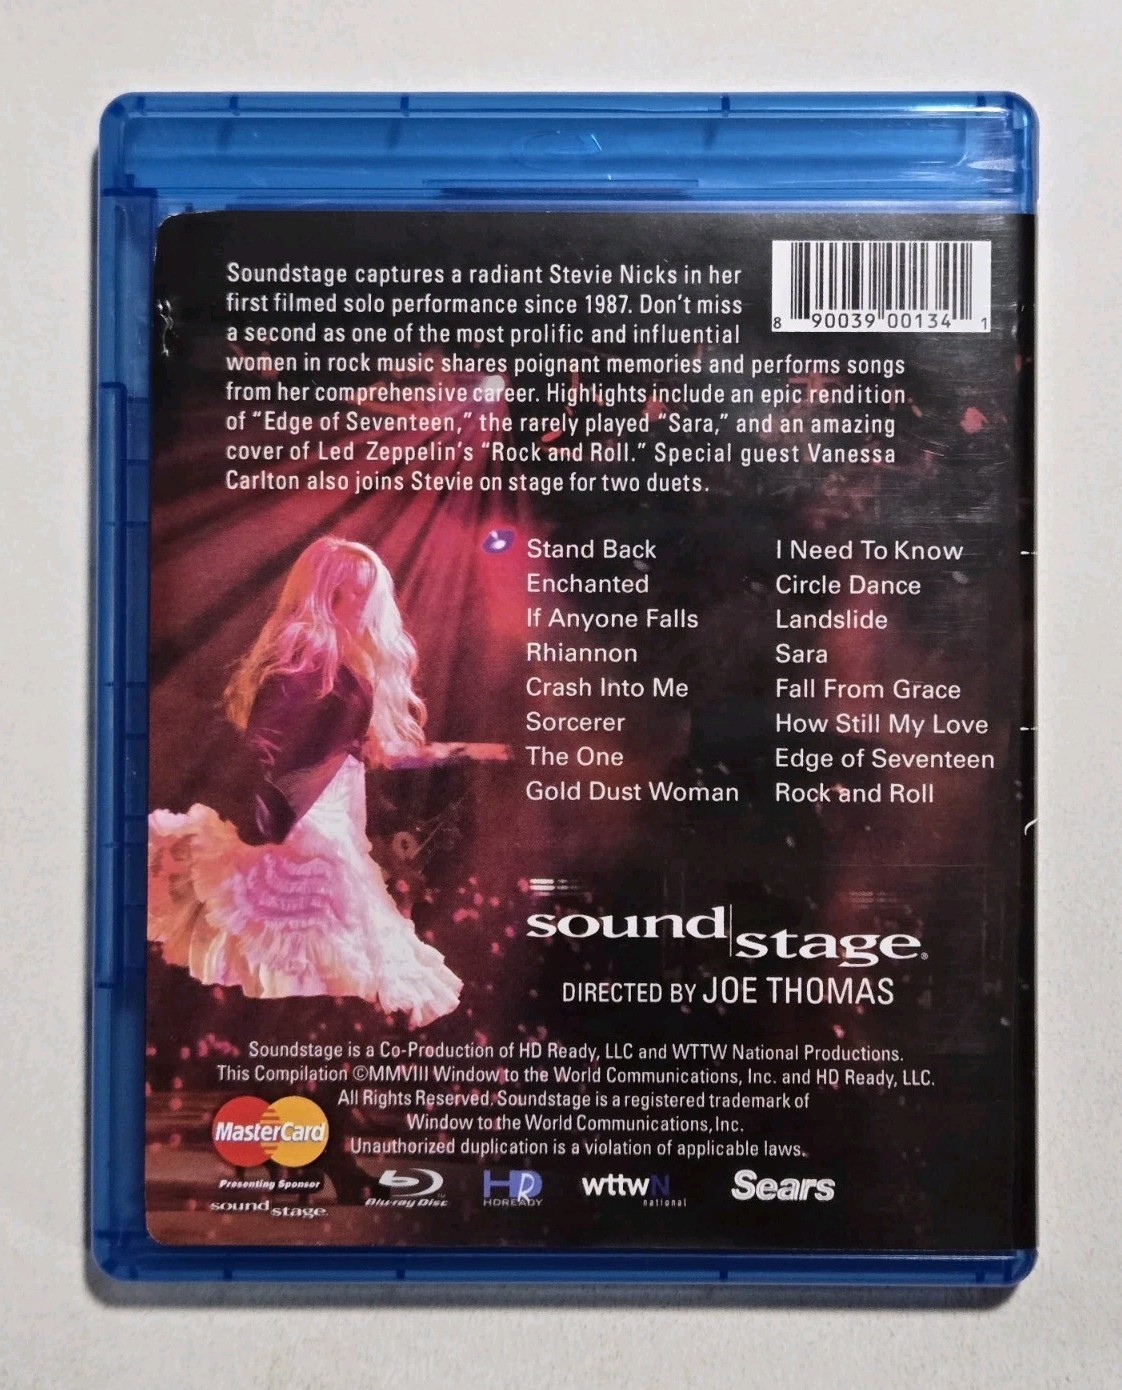 Soundstage captures a radiant Stevie Nicks in her
first filmed solo performance since 1987. Don't miss
a second as one of the most prolific and influential
women in rock music shares poignant memories and performs songs
from her comprehensive career. Highlights include an epic rendition
of "Edge of Seventeen," the rarely played "Sara," and an amazing
cover of Led Zeppelin's "Rock and Roll." Special guest Vanessa
Carlton also joins Stevie on stage for two duets.
8 90039 00134 1
Stand Back
Enchanted
If Anyone Falls
Rhiannon
Crash Into Me
Sorcerer
The One
Gold Dust Woman
I Need To Know
Circle Dance
Landslide
Sara
Fall From Grace
How Still My Love
Edge of Seventeen
Rock and Roll
sound stage®
DIRECTED BY JOE THOMAS
Soundstage is a Co-Production of HD Ready, LLC and WTTW National Productions.
This Compilation ©MMVIII Window to the World Communications, Inc. and HD Ready, LLC.
All Rights Reserved. Soundstage is a registered trademark of
Window to the World Communications, Inc.
Unauthorized duplication is a violation of applicable laws.
MasterCard
Presenting Sponsor
sound stage.
Blu-ray Disc™
HD
HDREADY
wttwN
national
Sears